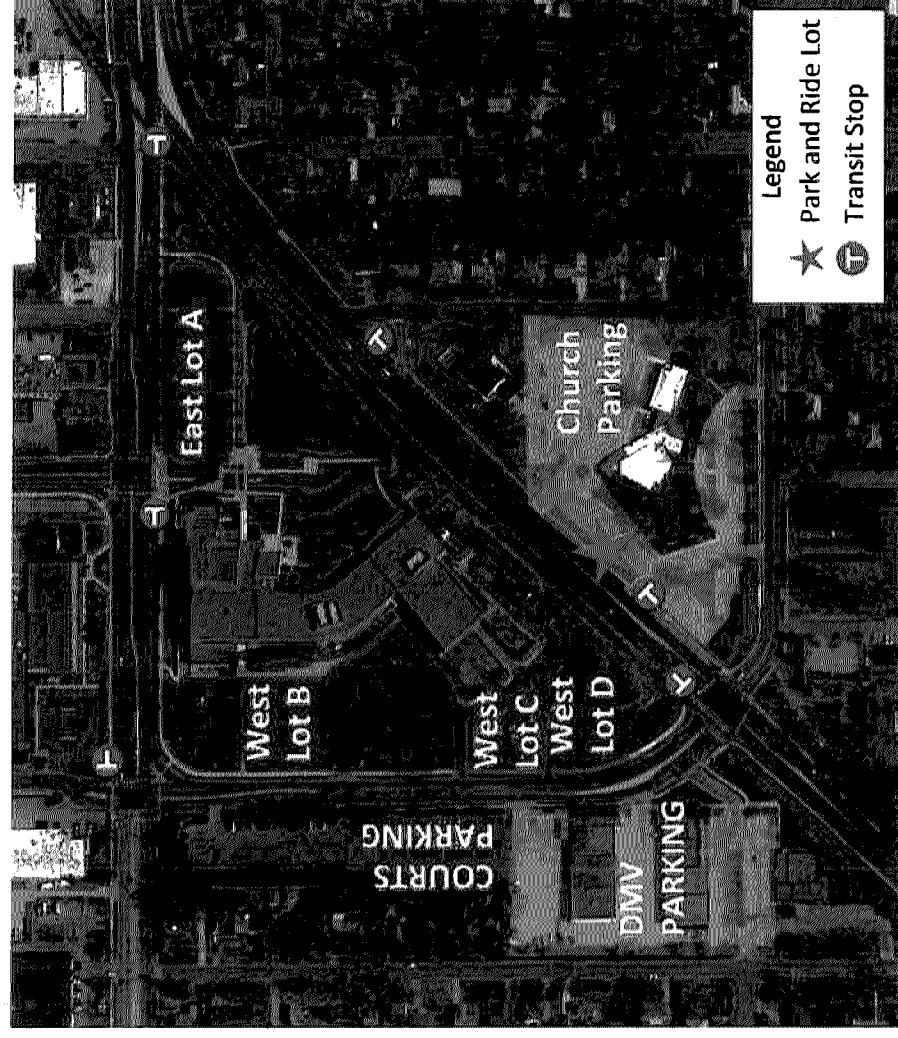 East Lot A
West
Lot B
West
Lot C
West
Lot D
COURTS
PARKING
DMV
PARKING
Church
Parking
Legend
Park and Ride Lot
T Transit Stop
T
T
T
T
T
T